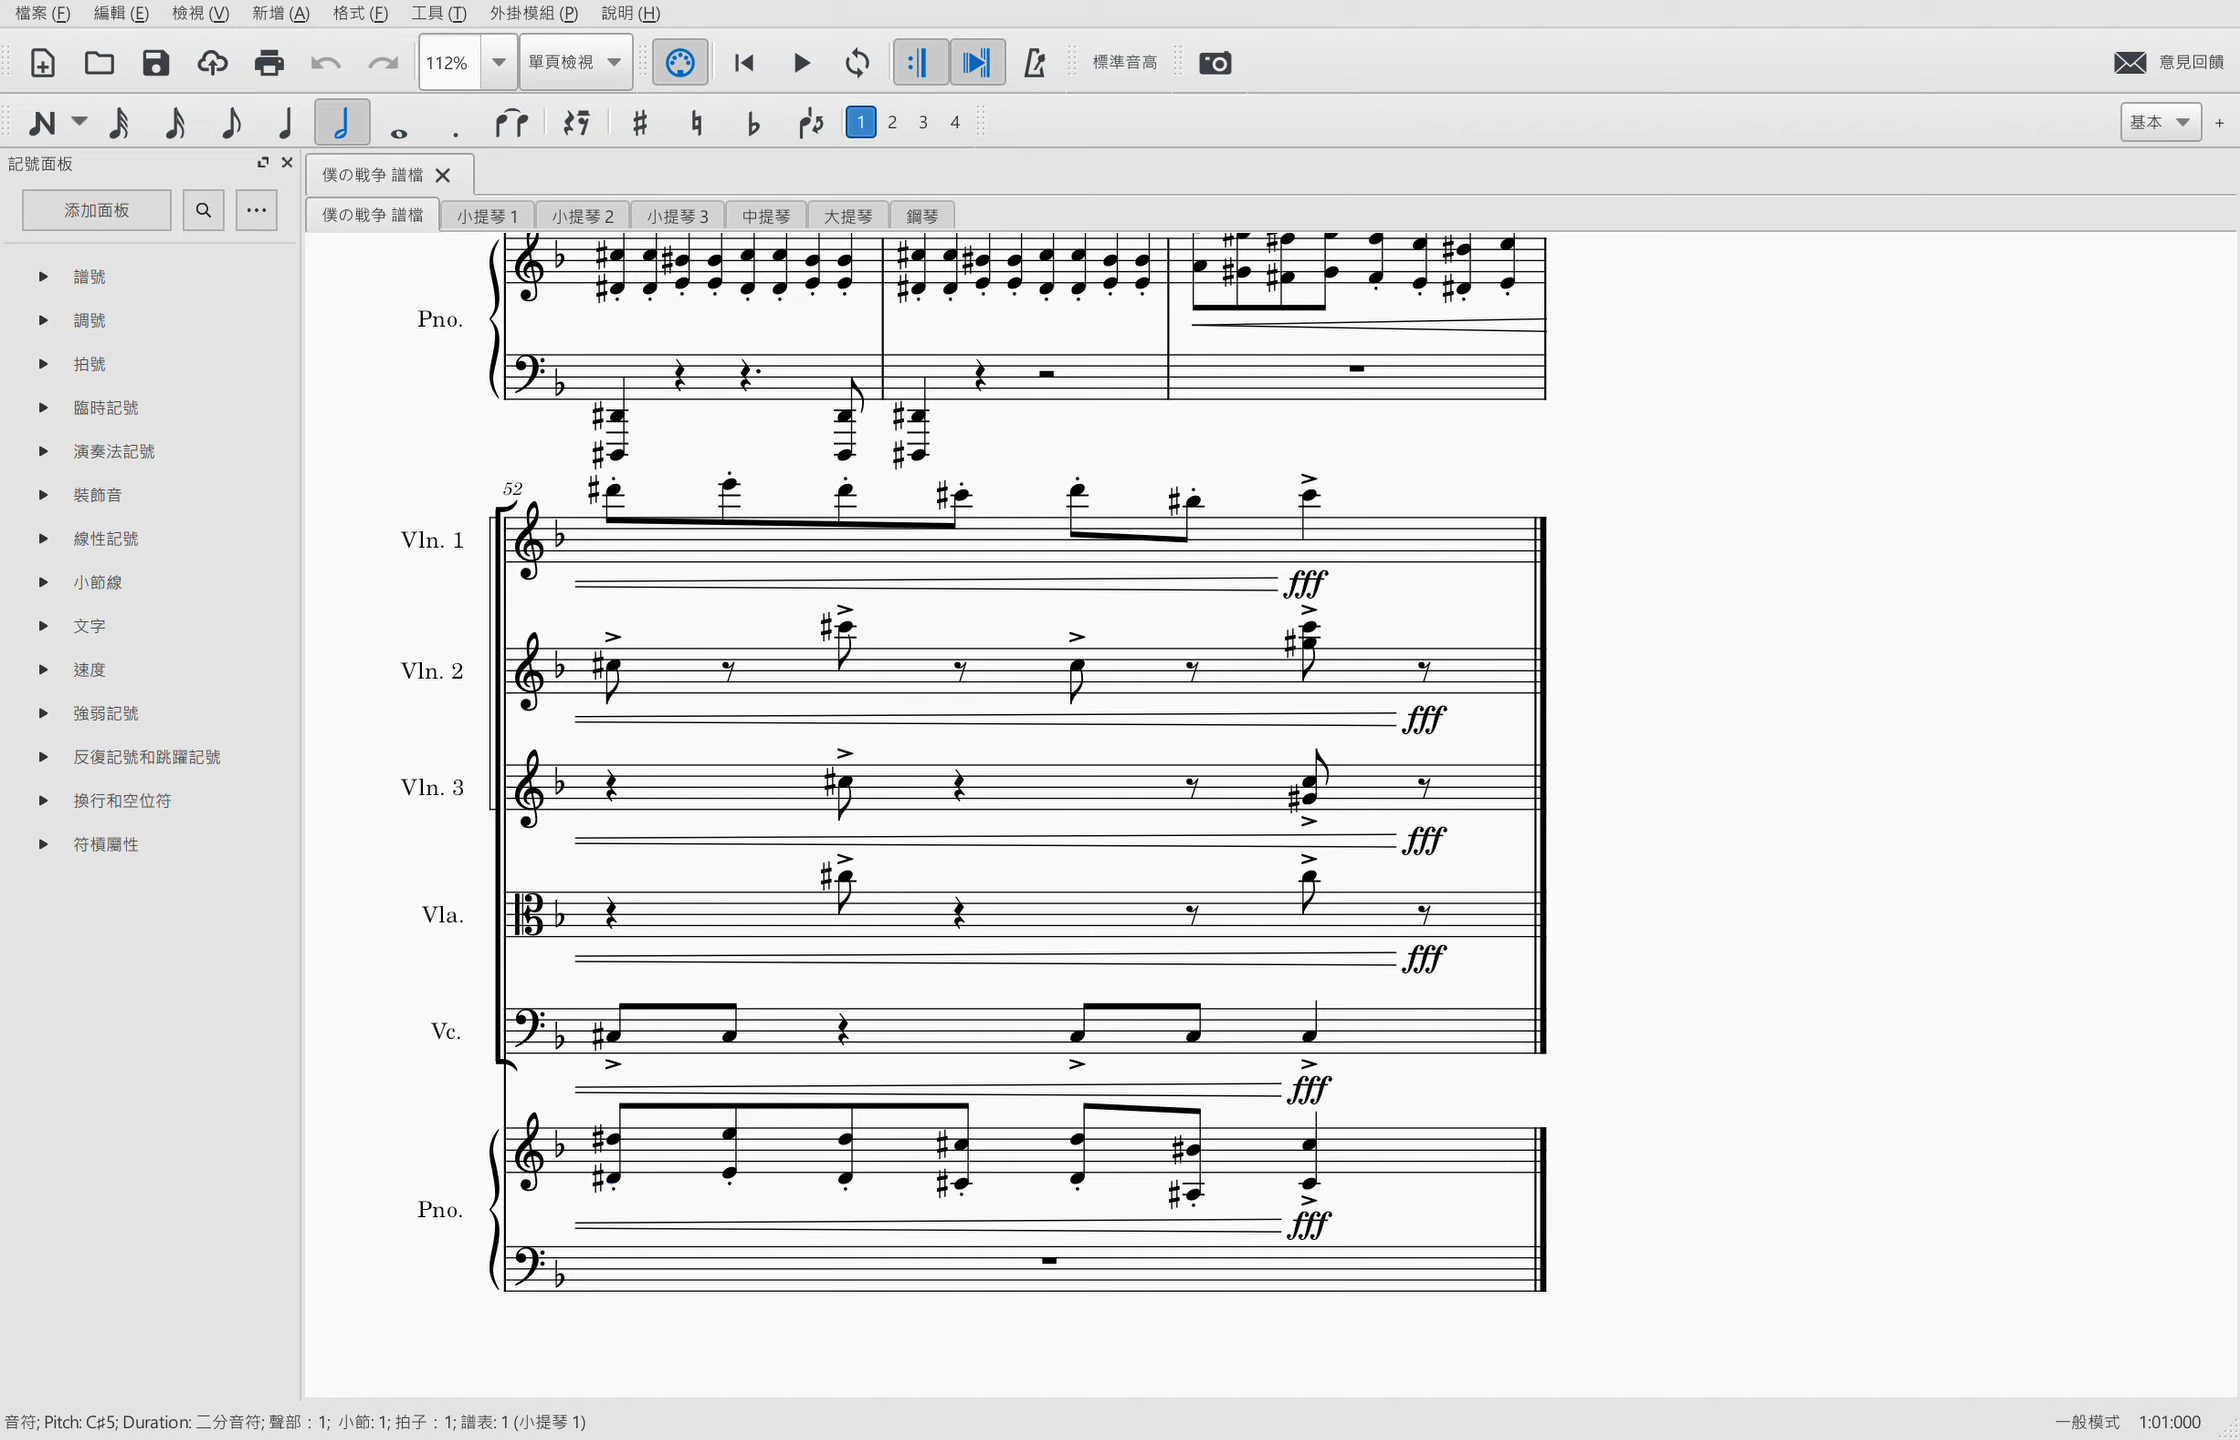 檔案 (F) 編輯 (E) 檢視 (V) 新增 (A) 格式 (F) 工具 (T) 外掛模組 (P) 說明 (H)
112% 單頁檢視 標準音高 意見回饋
1 2 3 4 基本 +
記號面板
添加面板
譜號
調號
拍號
臨時記號
演奏法記號
裝飾音
線性記號
小節線
文字
速度
強弱記號
反復記號和跳躍記號
換行和空位符
符槓屬性
僕の戦争 譜檔
僕の戦争 譜檔 小提琴 1 小提琴 2 小提琴 3 中提琴 大提琴 鋼琴
Pno.
52
Vln. 1
fff
Vln. 2
fff
Vln. 3
fff
Vla.
fff
Vc.
fff
Pno.
fff
音符; Pitch: C♯5; Duration: 二分音符; 聲部：1; 小節: 1; 拍子：1; 譜表: 1 (小提琴 1) 一般模式 1:01:000